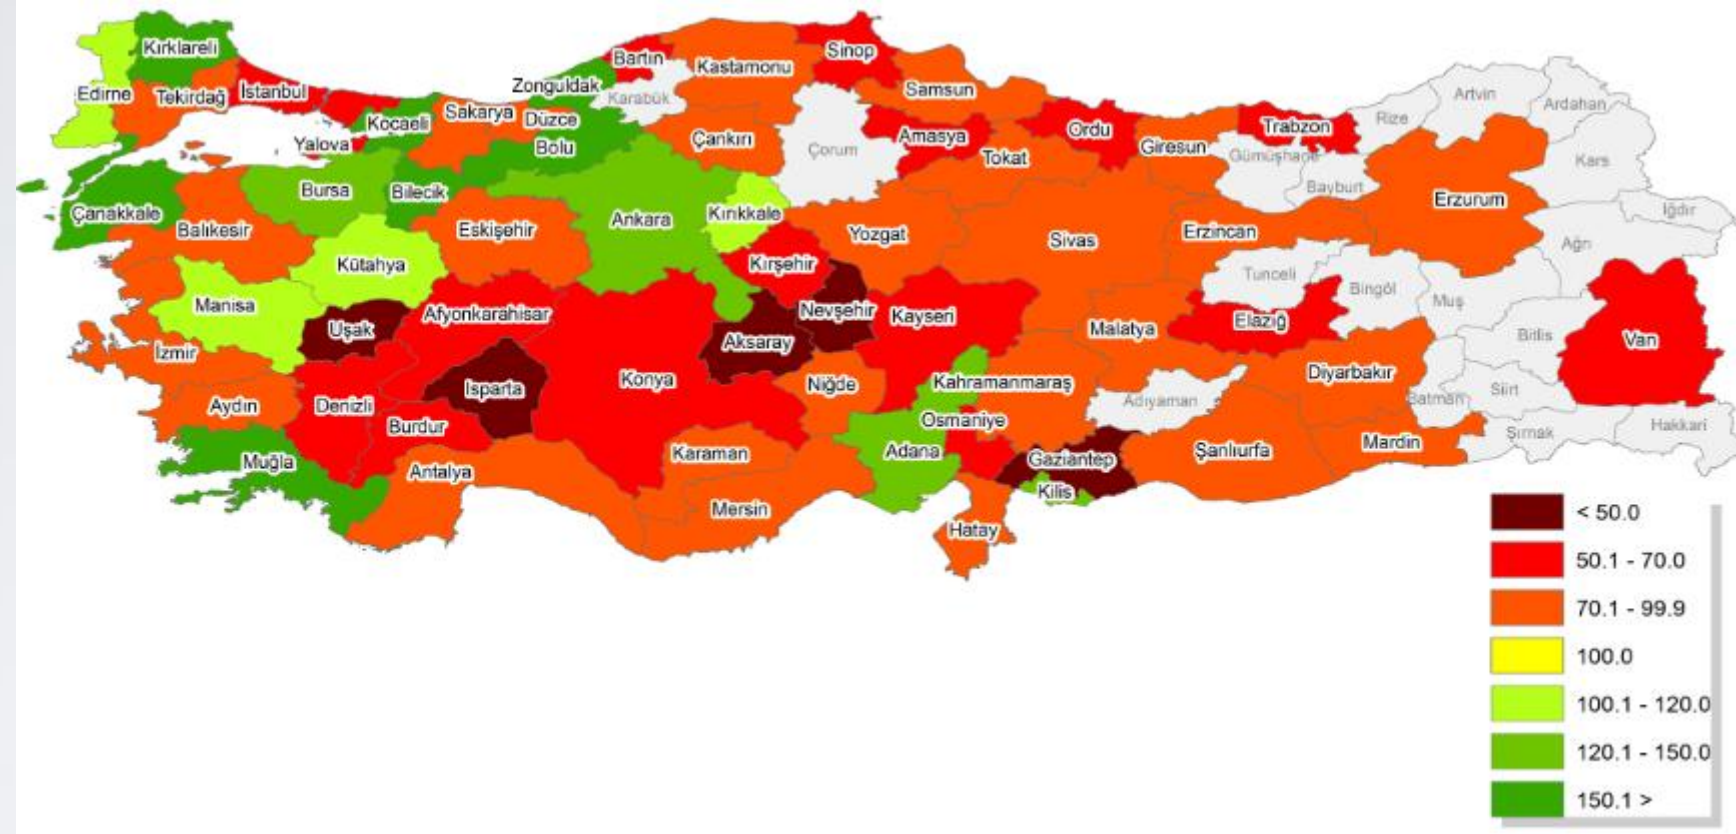 Kırklareli
Edirne
Tekirdağ
İstanbul
Yalova
Kocaeli
Sakarya
Düzce
Zonguldak
Bartın
Karabük
Kastamonu
Sinop
Samsun
Çankırı
Bolu
Çorum
Amasya
Tokat
Ordu
Giresun
Trabzon
Gümüşhane
Bayburt
Rize
Artvin
Ardahan
Kars
Iğdır
Ağrı
Erzurum
Erzincan
Çanakkale
Balıkesir
Bursa
Bilecik
Eskişehir
Ankara
Kırıkkale
Yozgat
Sivas
Kütahya
Kırşehir
Tunceli
Bingöl
Muş
Bitlis
Van
Manisa
Uşak
Afyonkarahisar
Nevşehir
Kayseri
Aksaray
Malatya
Elazığ
İzmir
Isparta
Konya
Niğde
Kahramanmaraş
Diyarbakır
Aydın
Denizli
Burdur
Osmaniye
Adıyaman
Batman
Siirt
Şırnak
Hakkari
Muğla
Antalya
Karaman
Adana
Gaziantep
Şanlıurfa
Mardin
Kilis
Mersin
Hatay
< 50.0
50.1 - 70.0
70.1 - 99.9
100.0
100.1 - 120.0
120.1 - 150.0
150.1 >